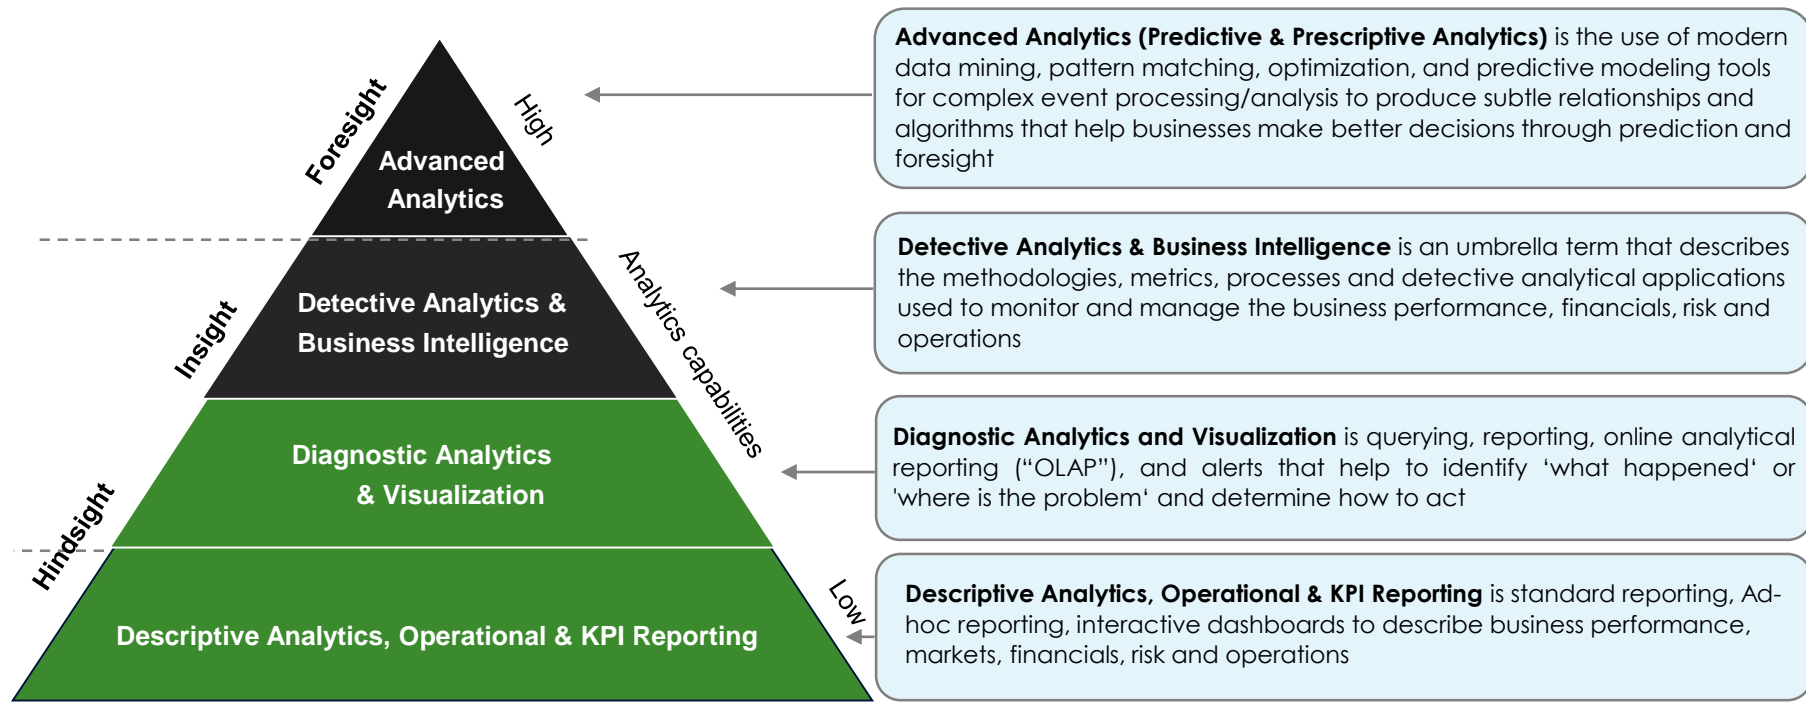 Foresight
High
Advanced
Analytics
Insight
Analytics capabilities
Detective Analytics &
Business Intelligence
Diagnostic Analytics
& Visualization
Hindsight
Low
Descriptive Analytics, Operational & KPI Reporting
Advanced Analytics (Predictive & Prescriptive Analytics) is the use of modern
data mining, pattern matching, optimization, and predictive modeling tools
for complex event processing/analysis to produce subtle relationships and
algorithms that help businesses make better decisions through prediction and
foresight
Detective Analytics & Business Intelligence is an umbrella term that describes
the methodologies, metrics, processes and detective analytical applications
used to monitor and manage the business performance, financials, risk and
operations
Diagnostic Analytics and Visualization is querying, reporting, online analytical
reporting (“OLAP”), and alerts that help to identify ‘what happened‘ or
'where is the problem‘ and determine how to act
Descriptive Analytics, Operational & KPI Reporting is standard reporting, Ad-
hoc reporting, interactive dashboards to describe business performance,
markets, financials, risk and operations